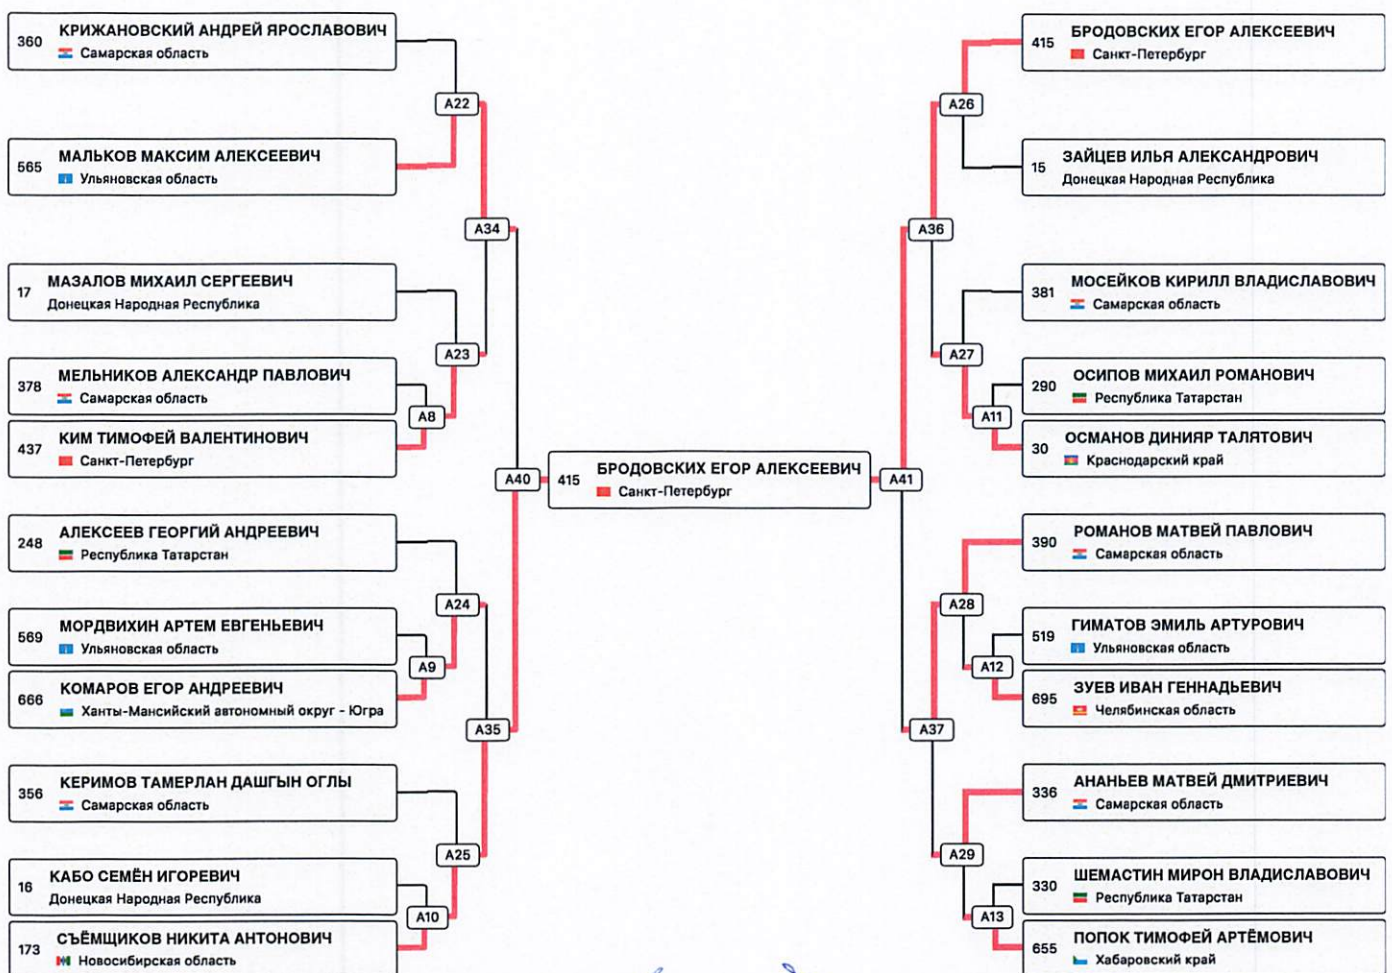 360 КРИЖАНОВСКИЙ АНДРЕЙ ЯРОСЛАВОВИЧ
Самарская область
A22
565 МАЛЬКОВ МАКСИМ АЛЕКСЕЕВИЧ
Ульяновская область
A34
17 МАЗАЛОВ МИХАИЛ СЕРГЕЕВИЧ
Донецкая Народная Республика
A23
378 МЕЛЬНИКОВ АЛЕКСАНДР ПАВЛОВИЧ
Самарская область
A8
437 КИМ ТИМОФЕЙ ВАЛЕНТИНОВИЧ
Санкт-Петербург
A40
248 АЛЕКСЕЕВ ГЕОРГИЙ АНДРЕЕВИЧ
Республика Татарстан
A24
569 МОРДВИХИН АРТЕМ ЕВГЕНЬЕВИЧ
Ульяновская область
A9
666 КОМАРОВ ЕГОР АНДРЕЕВИЧ
Ханты-Мансийский автономный округ - Югра
A35
356 КЕРИМОВ ТАМЕРЛАН ДАШГЫН ОГЛЫ
Самарская область
A25
16 КАБО СЕМЁН ИГОРЕВИЧ
Донецкая Народная Республика
A10
173 СЪЁМЩИКОВ НИКИТА АНТОНОВИЧ
Новосибирская область
415 БРОДОВСКИХ ЕГОР АЛЕКСЕЕВИЧ
Санкт-Петербург
415 БРОДОВСКИХ ЕГОР АЛЕКСЕЕВИЧ
Санкт-Петербург
A26
15 ЗАЙЦЕВ ИЛЬЯ АЛЕКСАНДРОВИЧ
Донецкая Народная Республика
A36
381 МОСЕЙКОВ КИРИЛЛ ВЛАДИСЛАВОВИЧ
Самарская область
A27
290 ОСИПОВ МИХАИЛ РОМАНОВИЧ
Республика Татарстан
A11
30 ОСМАНОВ ДИНИЯР ТАЛЯТОВИЧ
Краснодарский край
A41
390 РОМАНОВ МАТВЕЙ ПАВЛОВИЧ
Самарская область
A28
519 ГИМАТОВ ЭМИЛЬ АРТУРОВИЧ
Ульяновская область
A12
695 ЗУЕВ ИВАН ГЕННАДЬЕВИЧ
Челябинская область
A37
336 АНАНЬЕВ МАТВЕЙ ДМИТРИЕВИЧ
Самарская область
A29
330 ШЕМАСТИН МИРОН ВЛАДИСЛАВОВИЧ
Республика Татарстан
A13
655 ПОПОК ТИМОФЕЙ АРТЁМОВИЧ
Хабаровский край